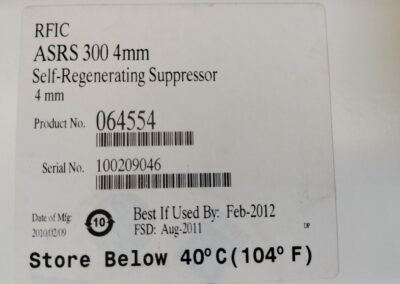 RFIC
ASRS 300 4mm
Self-Regenerating Suppressor
4 mm
Product No. 064554
Serial No. 100209046
Date of Mfg: 10 Best If Used By: Feb-2012
2010/02/09 FSD: Aug-2011 DP
Store Below 40°C(104°F)